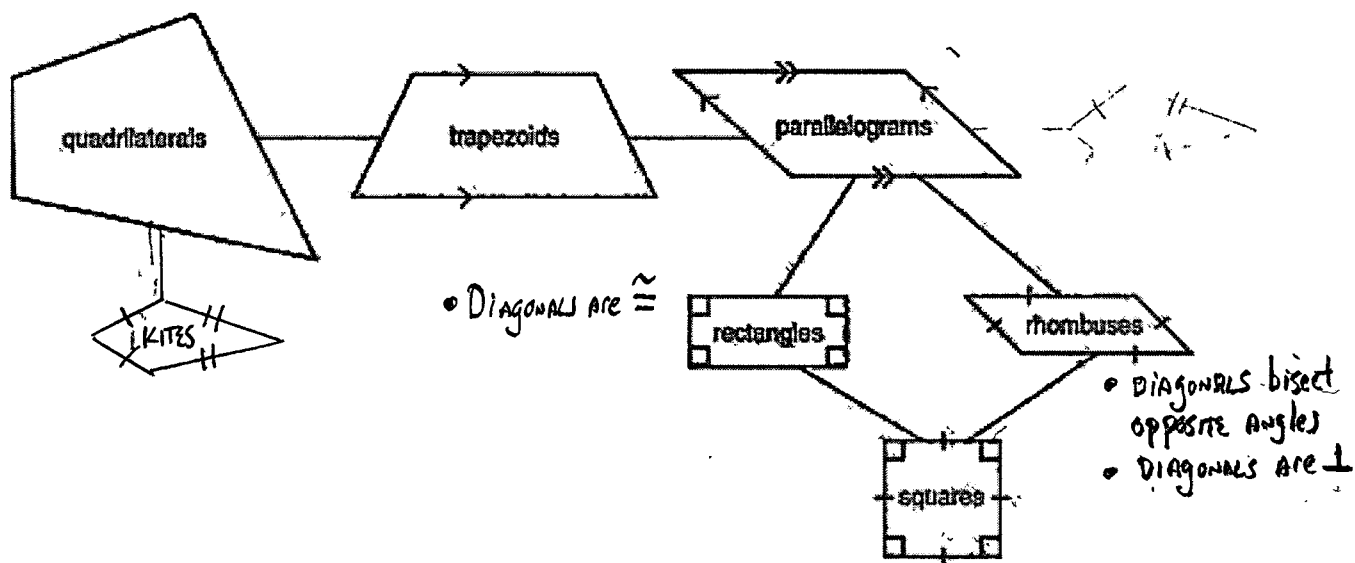 quadrilaterals
trapezoids
parallelograms
KITES
• DIAGONALS Are ≅
rectangles
rhombuses
• DIAGONALS bisect
opposite Angles
• DIAGONALS Are ⊥
squares